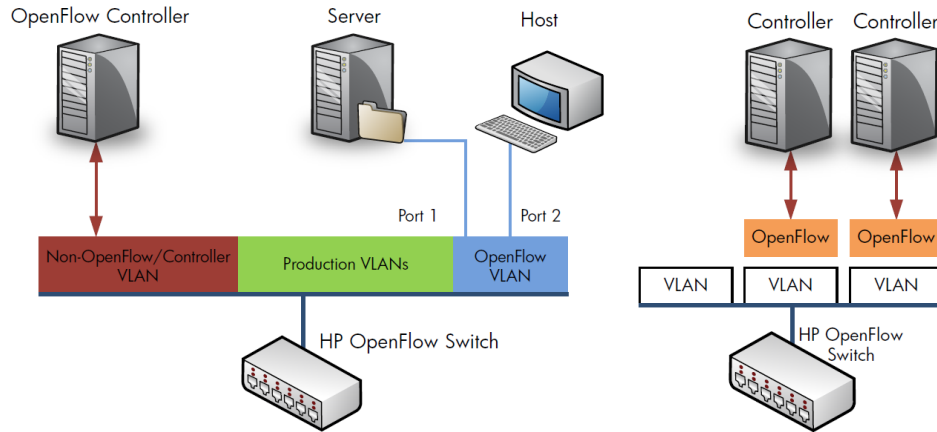 OpenFlow Controller
Server
Host
Port 1
Port 2
Non-OpenFlow/Controller
VLAN
Production VLANs
OpenFlow
VLAN
HP OpenFlow Switch
Controller
Controller
OpenFlow
OpenFlow
VLAN
VLAN
VLAN
HP OpenFlow
Switch